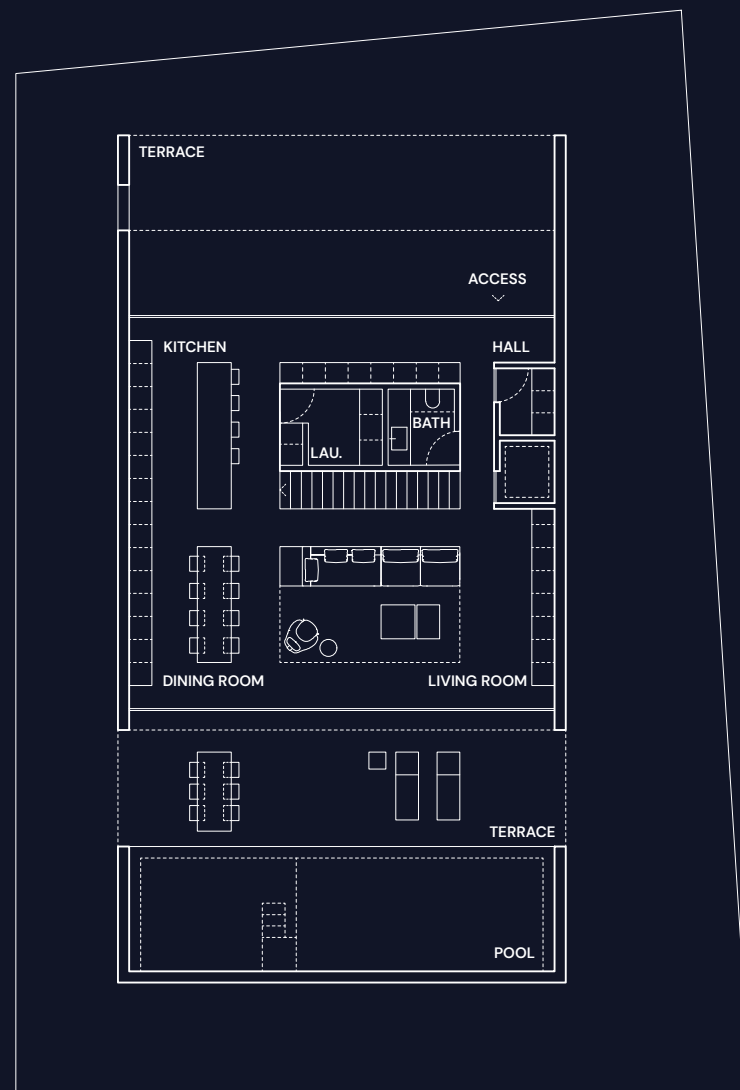 TERRACE
ACCESS
KITCHEN
HALL
BATH
LAU.
DINING ROOM
LIVING ROOM
TERRACE
POOL